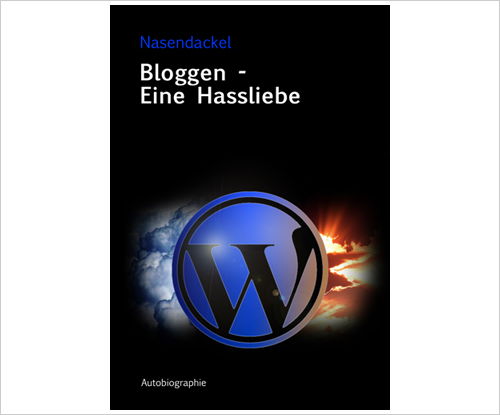 Nasendackel
Bloggen -
Eine Hassliebe
W
Autobiographie